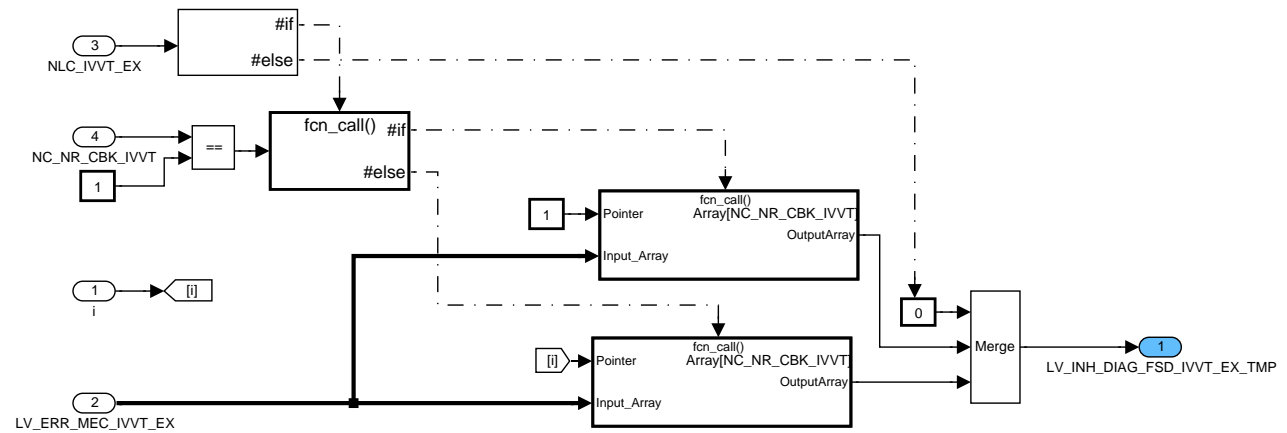 #if
3
#else
NLC_IVVT_EX
fcn_call()
#if
4
==
NC_NR_CBK_IVVT
#else
1
fcn_call()
1
Pointer
Array[NC_NR_CBK_IVVT]
OutputArray
Input_Array
1
[i]
i
0
fcn_call()
[i]
Pointer
Array[NC_NR_CBK_IVVT]
Merge
1
LV_INH_DIAG_FSD_IVVT_EX_TMP
OutputArray
2
Input_Array
LV_ERR_MEC_IVVT_EX